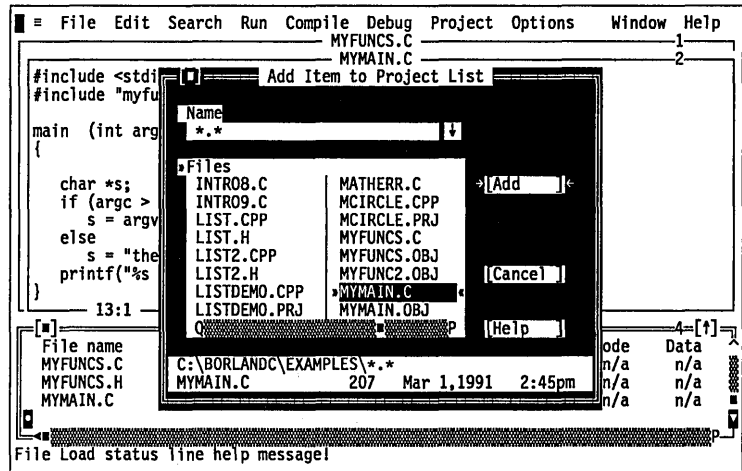 ≡ File Edit Search Run Compile Debug Project Options Window Help
MYFUNCS.C 1
MYMAIN.C 2
#include <stdi
#include "myfu
main (int arg
{
char *s;
if (argc >
s = argv
else
s = "the
printf("%s
}
13:1
Add Item to Project List
Name
*.*
Files
INTRO8.C MATHERR.C
INTRO9.C MCIRCLE.CPP
LIST.CPP MCIRCLE.PRJ
LIST.H MYFUNCS.C
LIST2.CPP MYFUNCS.OBJ
LIST2.H MYFUNC2.OBJ
LISTDEMO.CPP MYMAIN.C
LISTDEMO.PRJ MYMAIN.OBJ
Q P
[Add ]
[Cancel ]
[Help ]
C:\BORLANDC\EXAMPLES\*.*
MYMAIN.C 207 Mar 1,1991 2:45pm
4
File name ode Data
MYFUNCS.C n/a n/a
MYFUNCS.H n/a n/a
MYMAIN.C n/a n/a
P
File Load status line help message!